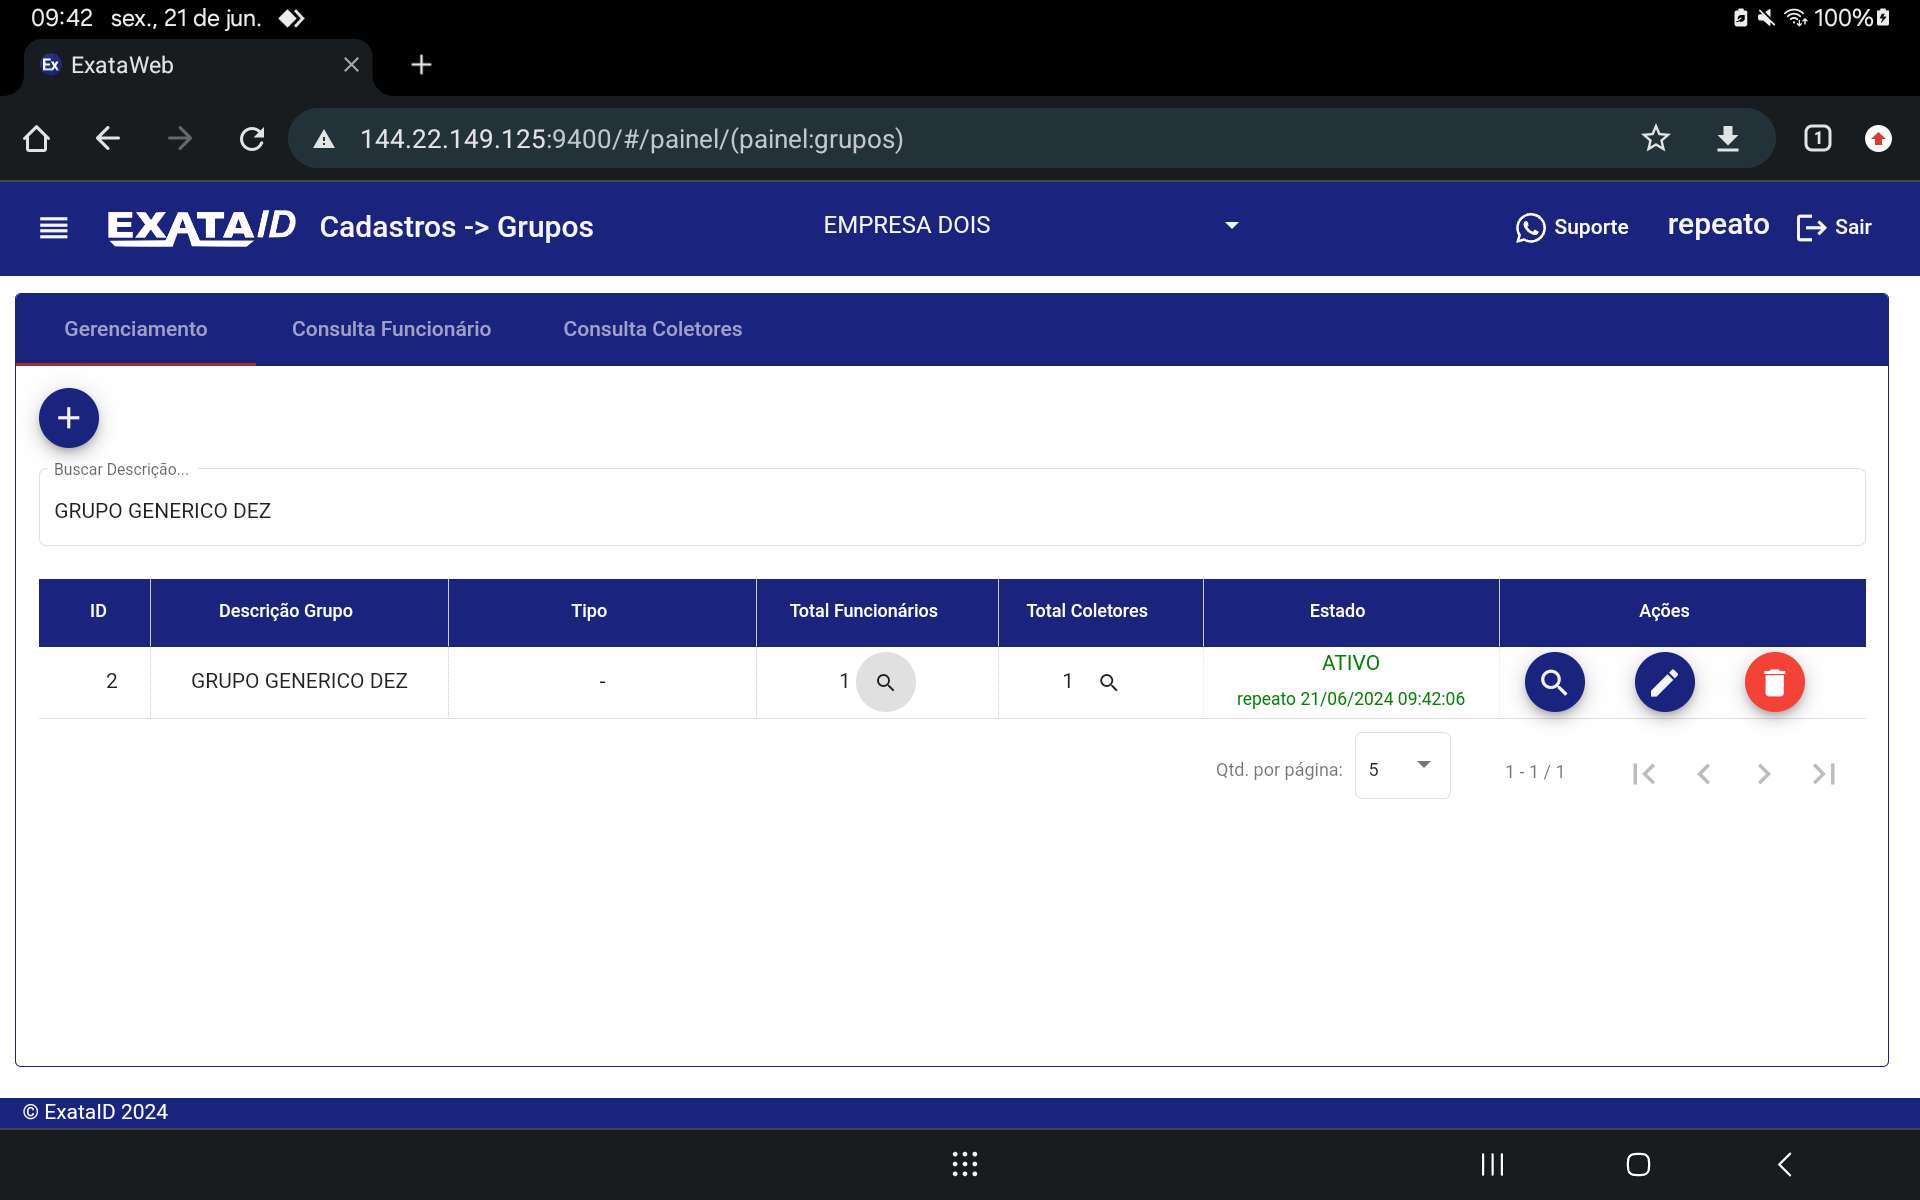 09:42 sex., 21 de jun. 100%
Ex ExataWeb
144.22.149.125:9400/#/painel/(painel:grupos) 1
EXATAID Cadastros -> Grupos EMPRESA DOIS Suporte repeato Sair
Gerenciamento Consulta Funcionário Consulta Coletores
Buscar Descrição...
GRUPO GENERICO DEZ
ID Descrição Grupo Tipo Total Funcionários Total Coletores Estado Ações
2 GRUPO GENERICO DEZ - 1 1 ATIVO
repeato 21/06/2024 09:42:06
Qtd. por página: 5 1 - 1 / 1
© ExataID 2024